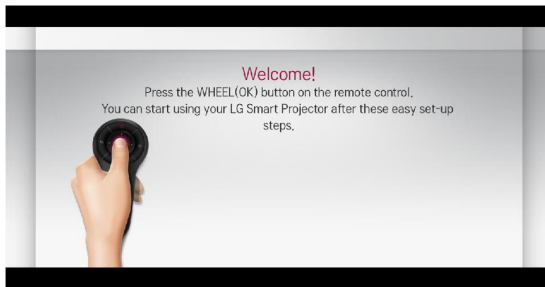 Welcome!
Press the WHEEL(OK) button on the remote control.
You can start using your LG Smart Projector after these easy set-up
steps.